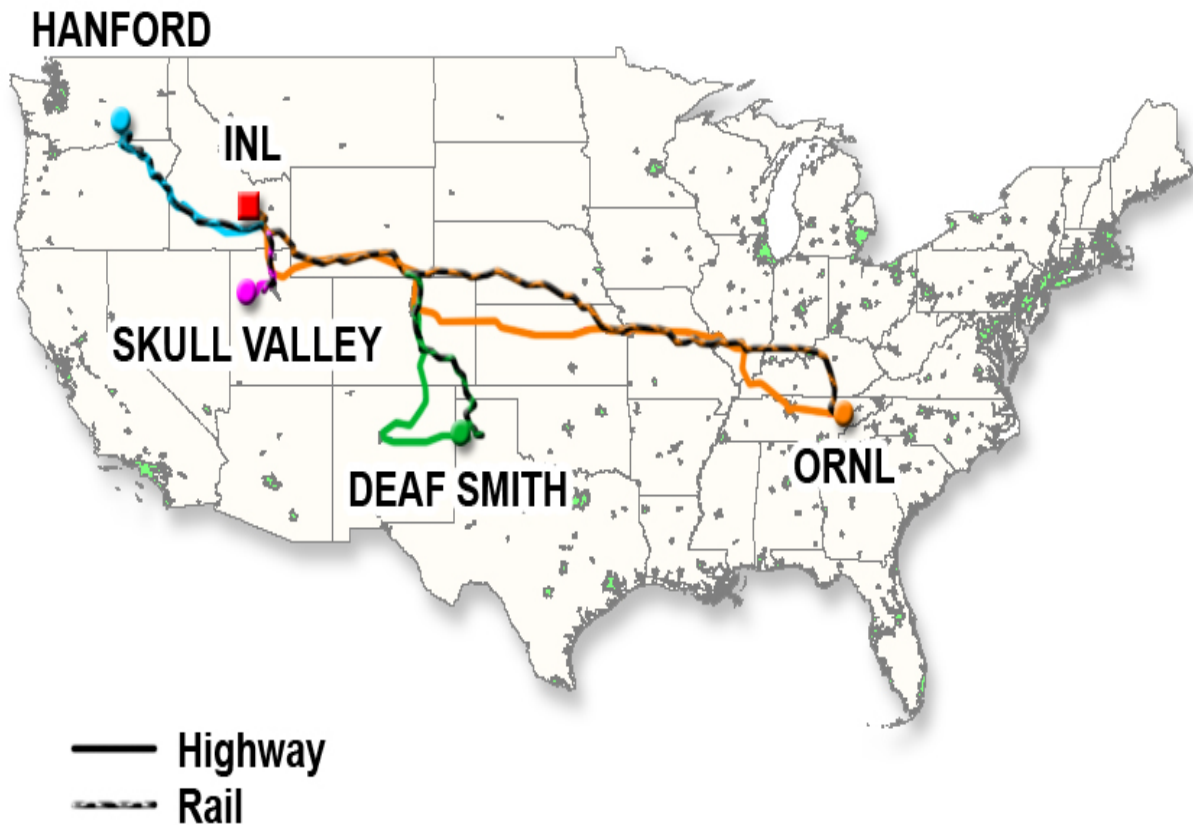 HANFORD
INL
SKULL VALLEY
DEAF SMITH
ORNL
Highway
Rail